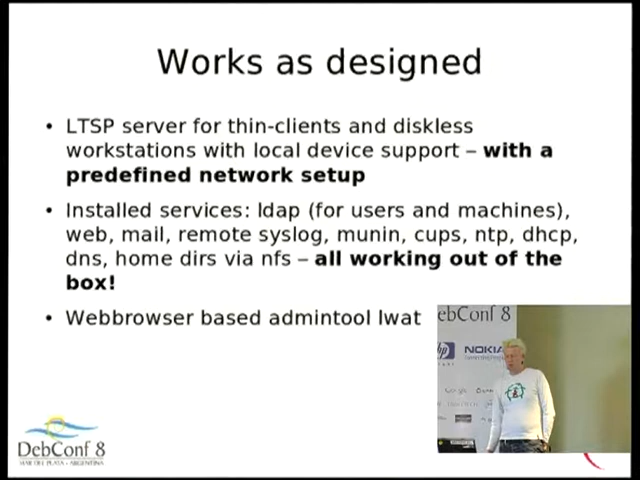 Works as designed
• LTSP server for thin-clients and diskless
workstations with local device support – with a
predefined network setup
• Installed services: ldap (for users and machines),
web, mail, remote syslog, munin, cups, ntp, dhcp,
dns, home dirs via nfs – all working out of the
box!
• Webbrowser based admintool lwat
ebConf 8
hp
NOKIA
Google
DebConf 8
MAR DEL PLATA - ARGENTINA